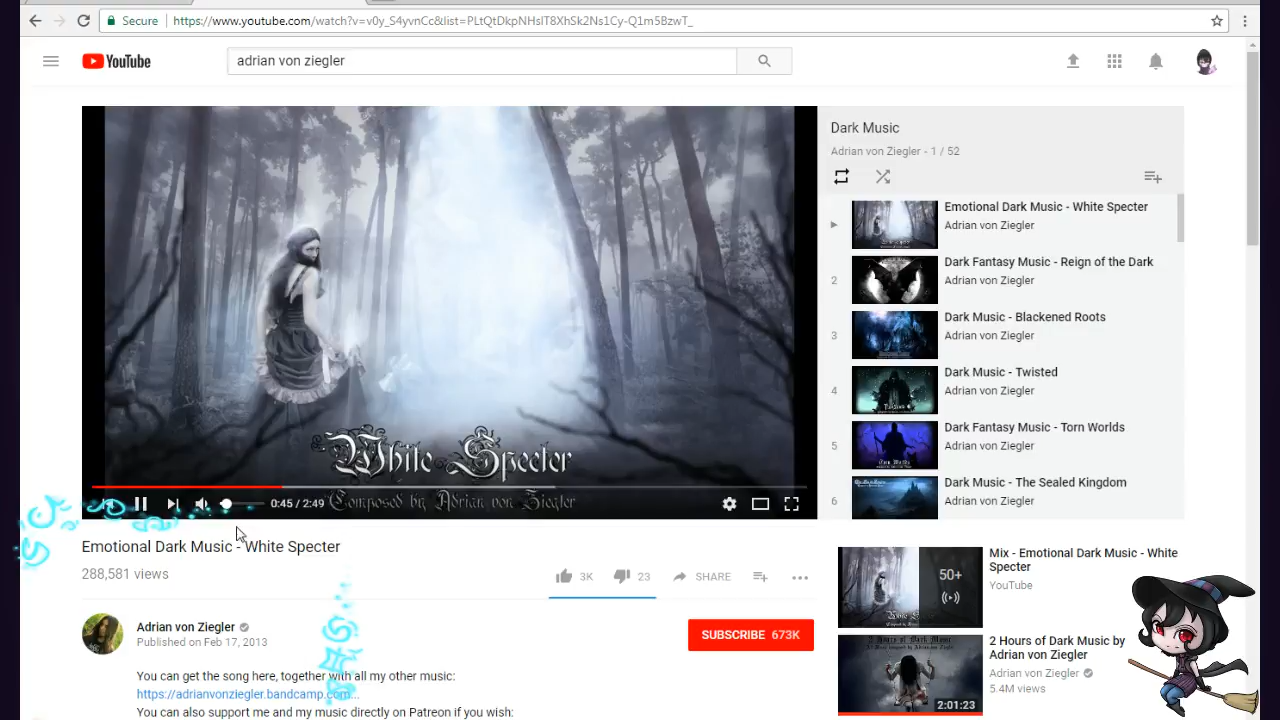 Secure https://www.youtube.com/watch?v=v0y_S4yvnCc&list=PLtQtDkpNHsIT8XhSk2Ns1Cy-Q1m5BzwT_
YouTube
adrian von ziegler
White Specter
Composed by Adrian von Ziegler
0:45 / 2:49
Emotional Dark Music - White Specter
288,581 views
3K
23
SHARE
Adrian von Ziegler
Published on Feb 17, 2013
SUBSCRIBE 673K
You can get the song here, together with all my other music:
https://adrianvonziegler.bandcamp.com...
You can also support me and my music directly on Patreon if you wish:
Dark Music
Adrian von Ziegler - 1 / 52
Emotional Dark Music - White Specter
Adrian von Ziegler
2
Dark Fantasy Music - Reign of the Dark
Adrian von Ziegler
3
Dark Music - Blackened Roots
Adrian von Ziegler
4
Dark Music - Twisted
Adrian von Ziegler
5
Dark Fantasy Music - Torn Worlds
Adrian von Ziegler
6
Dark Music - The Sealed Kingdom
Adrian von Ziegler
50+
Mix - Emotional Dark Music - White
Specter
YouTube
2:01:23
2 Hours of Dark Music by
Adrian von Ziegler
Adrian von Ziegler
5.4M views